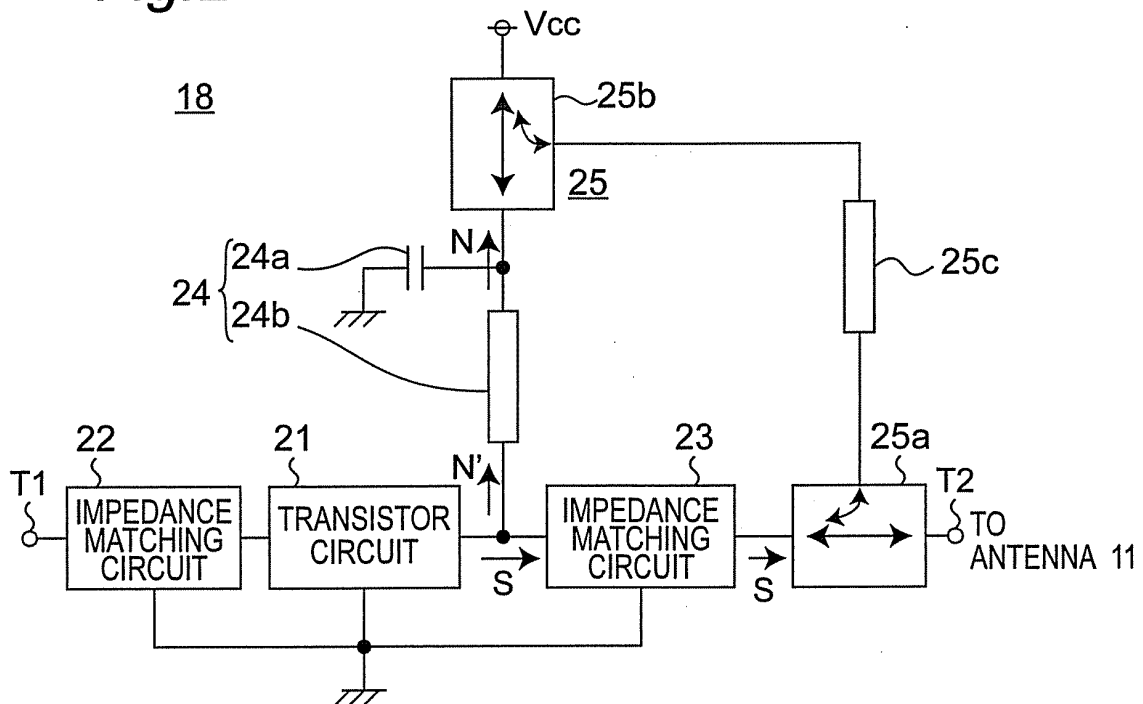 Vcc
18
25b
25
N
24a
24
24b
25c
22
21
N'
23
25a
T1
T2
IMPEDANCE
MATCHING
CIRCUIT
TRANSISTOR
CIRCUIT
S
IMPEDANCE
MATCHING
CIRCUIT
S
TO
ANTENNA 11